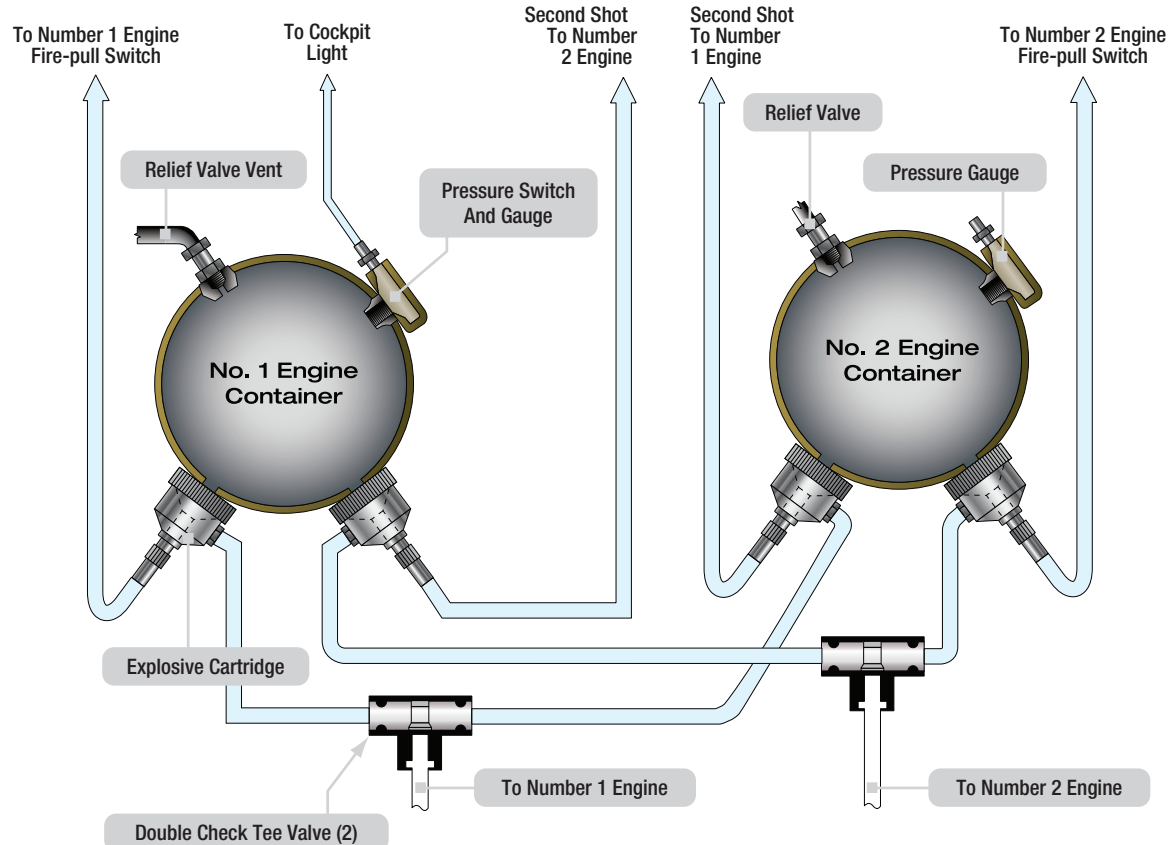 To Number 1 Engine
Fire-pull Switch
To Cockpit
Light
Second Shot
To Number
2 Engine
Second Shot
To Number
1 Engine
To Number 2 Engine
Fire-pull Switch
Relief Valve Vent
Pressure Switch
And Gauge
Relief Valve
Pressure Gauge
No. 1 Engine
Container
No. 2 Engine
Container
Explosive Cartridge
To Number 1 Engine
To Number 2 Engine
Double Check Tee Valve (2)